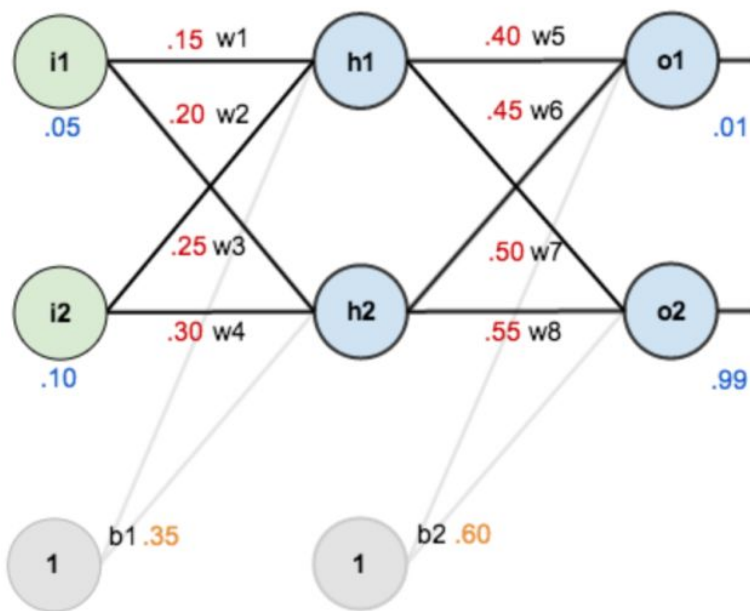 i1
.15 w1
h1
.40 w5
o1
.20 w2
.45 w6
.05
.01
.25 w3
.50 w7
i2
.30 w4
h2
.55 w8
o2
.10
.99
1
b1 .35
1
b2 .60